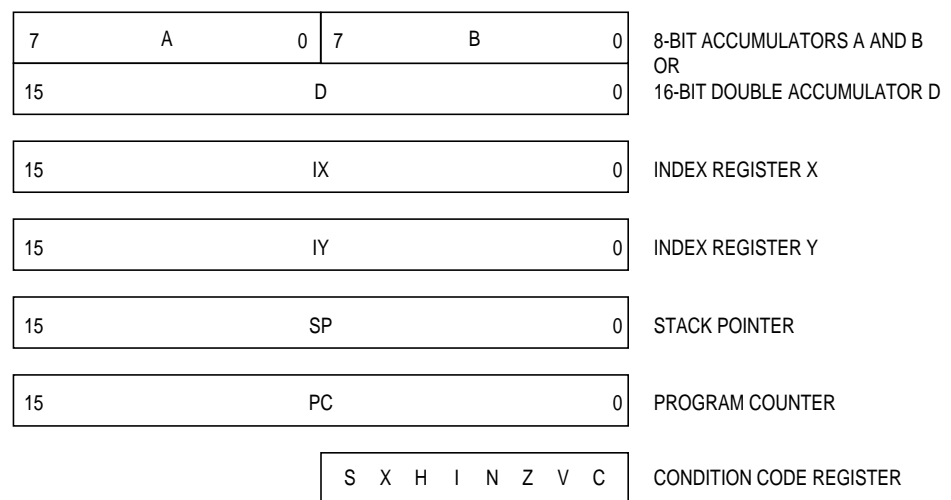 7 A 0 7 B 0 8-BIT ACCUMULATORS A AND B
OR
15 D 0 16-BIT DOUBLE ACCUMULATOR D
15 IX 0 INDEX REGISTER X
15 IY 0 INDEX REGISTER Y
15 SP 0 STACK POINTER
15 PC 0 PROGRAM COUNTER
S X H I N Z V C CONDITION CODE REGISTER